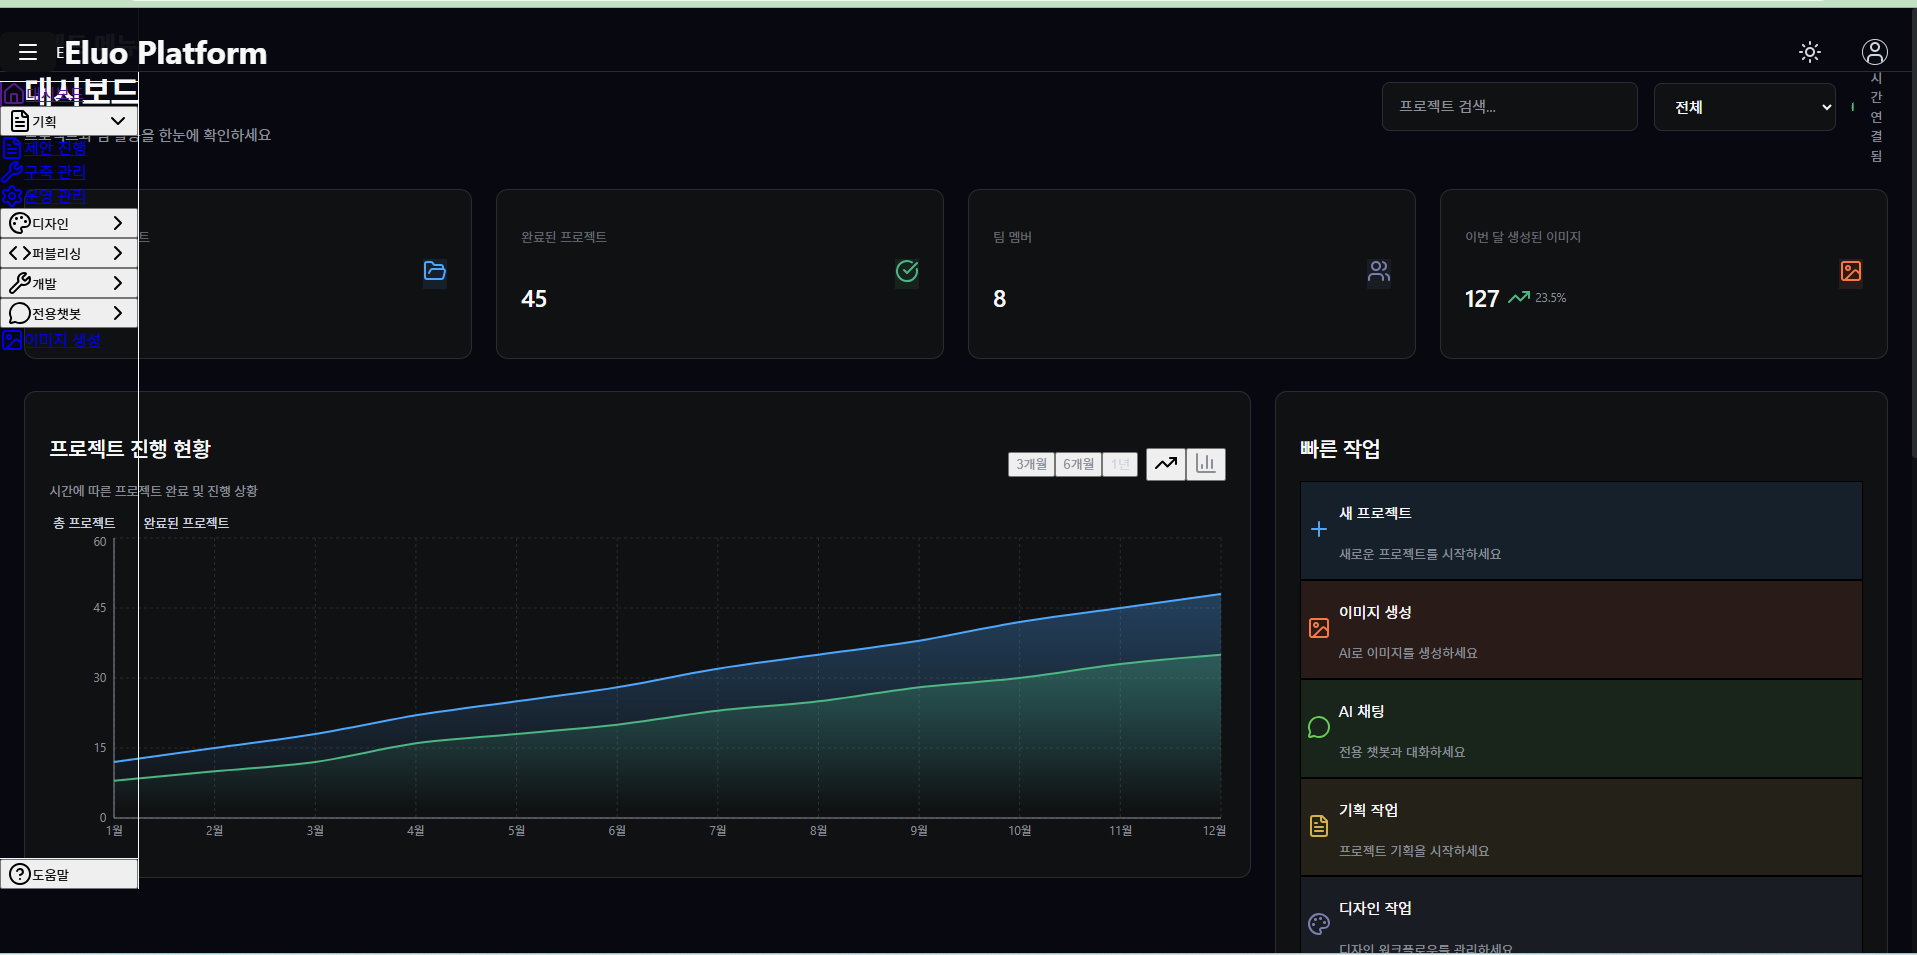 Eluo Platform
대시보드
기획
제안 진행
구축 관리
운영 관리
디자인
퍼블리싱
개발
전용챗봇
이미지 생성
도움말
대시보드
을 한눈에 확인하세요
프로젝트 검색...
전체
시간 연결됨
트
완료된 프로젝트
45
팀 멤버
8
이번 달 생성된 이미지
127 23.5%
프로젝트 진행 현황
시간에 따른 프로젝트 완료 및 진행 상황
3개월 6개월 1년
총 프로젝트 완료된 프로젝트
60
45
30
15
0
1월 2월 3월 4월 5월 6월 7월 8월 9월 10월 11월 12월
빠른 작업
새 프로젝트
새로운 프로젝트를 시작하세요
이미지 생성
AI로 이미지를 생성하세요
AI 채팅
전용 챗봇과 대화하세요
기획 작업
프로젝트 기획을 시작하세요
디자인 작업
디자인 워크플로우를 관리하세요